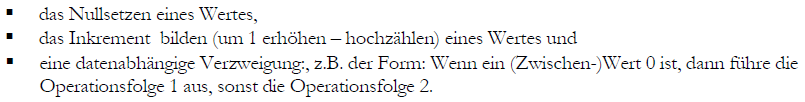 ▪ das Nullsetzen eines Wertes,
▪ das Inkrement  bilden (um 1 erhöhen – hochzählen) eines Wertes und
▪ eine datenabhängige Verzweigung:, z.B. der Form: Wenn ein (Zwischen-)Wert 0 ist, dann führe die
Operationsfolge 1 aus, sonst die Operationsfolge 2.